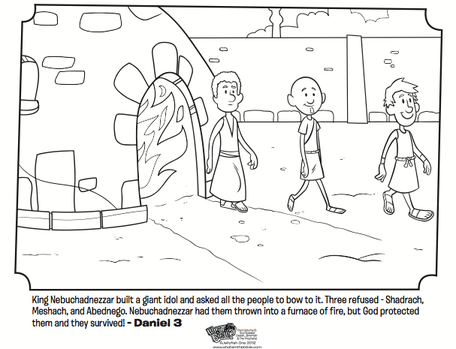 King Nebuchadnezzar built a giant idol and asked all the people to bow to it. Three refused - Shadrach,
Meshach, and Abednego. Nebuchadnezzar had them thrown into a furnace of fire, but God protected
them and they survived! - Daniel 3